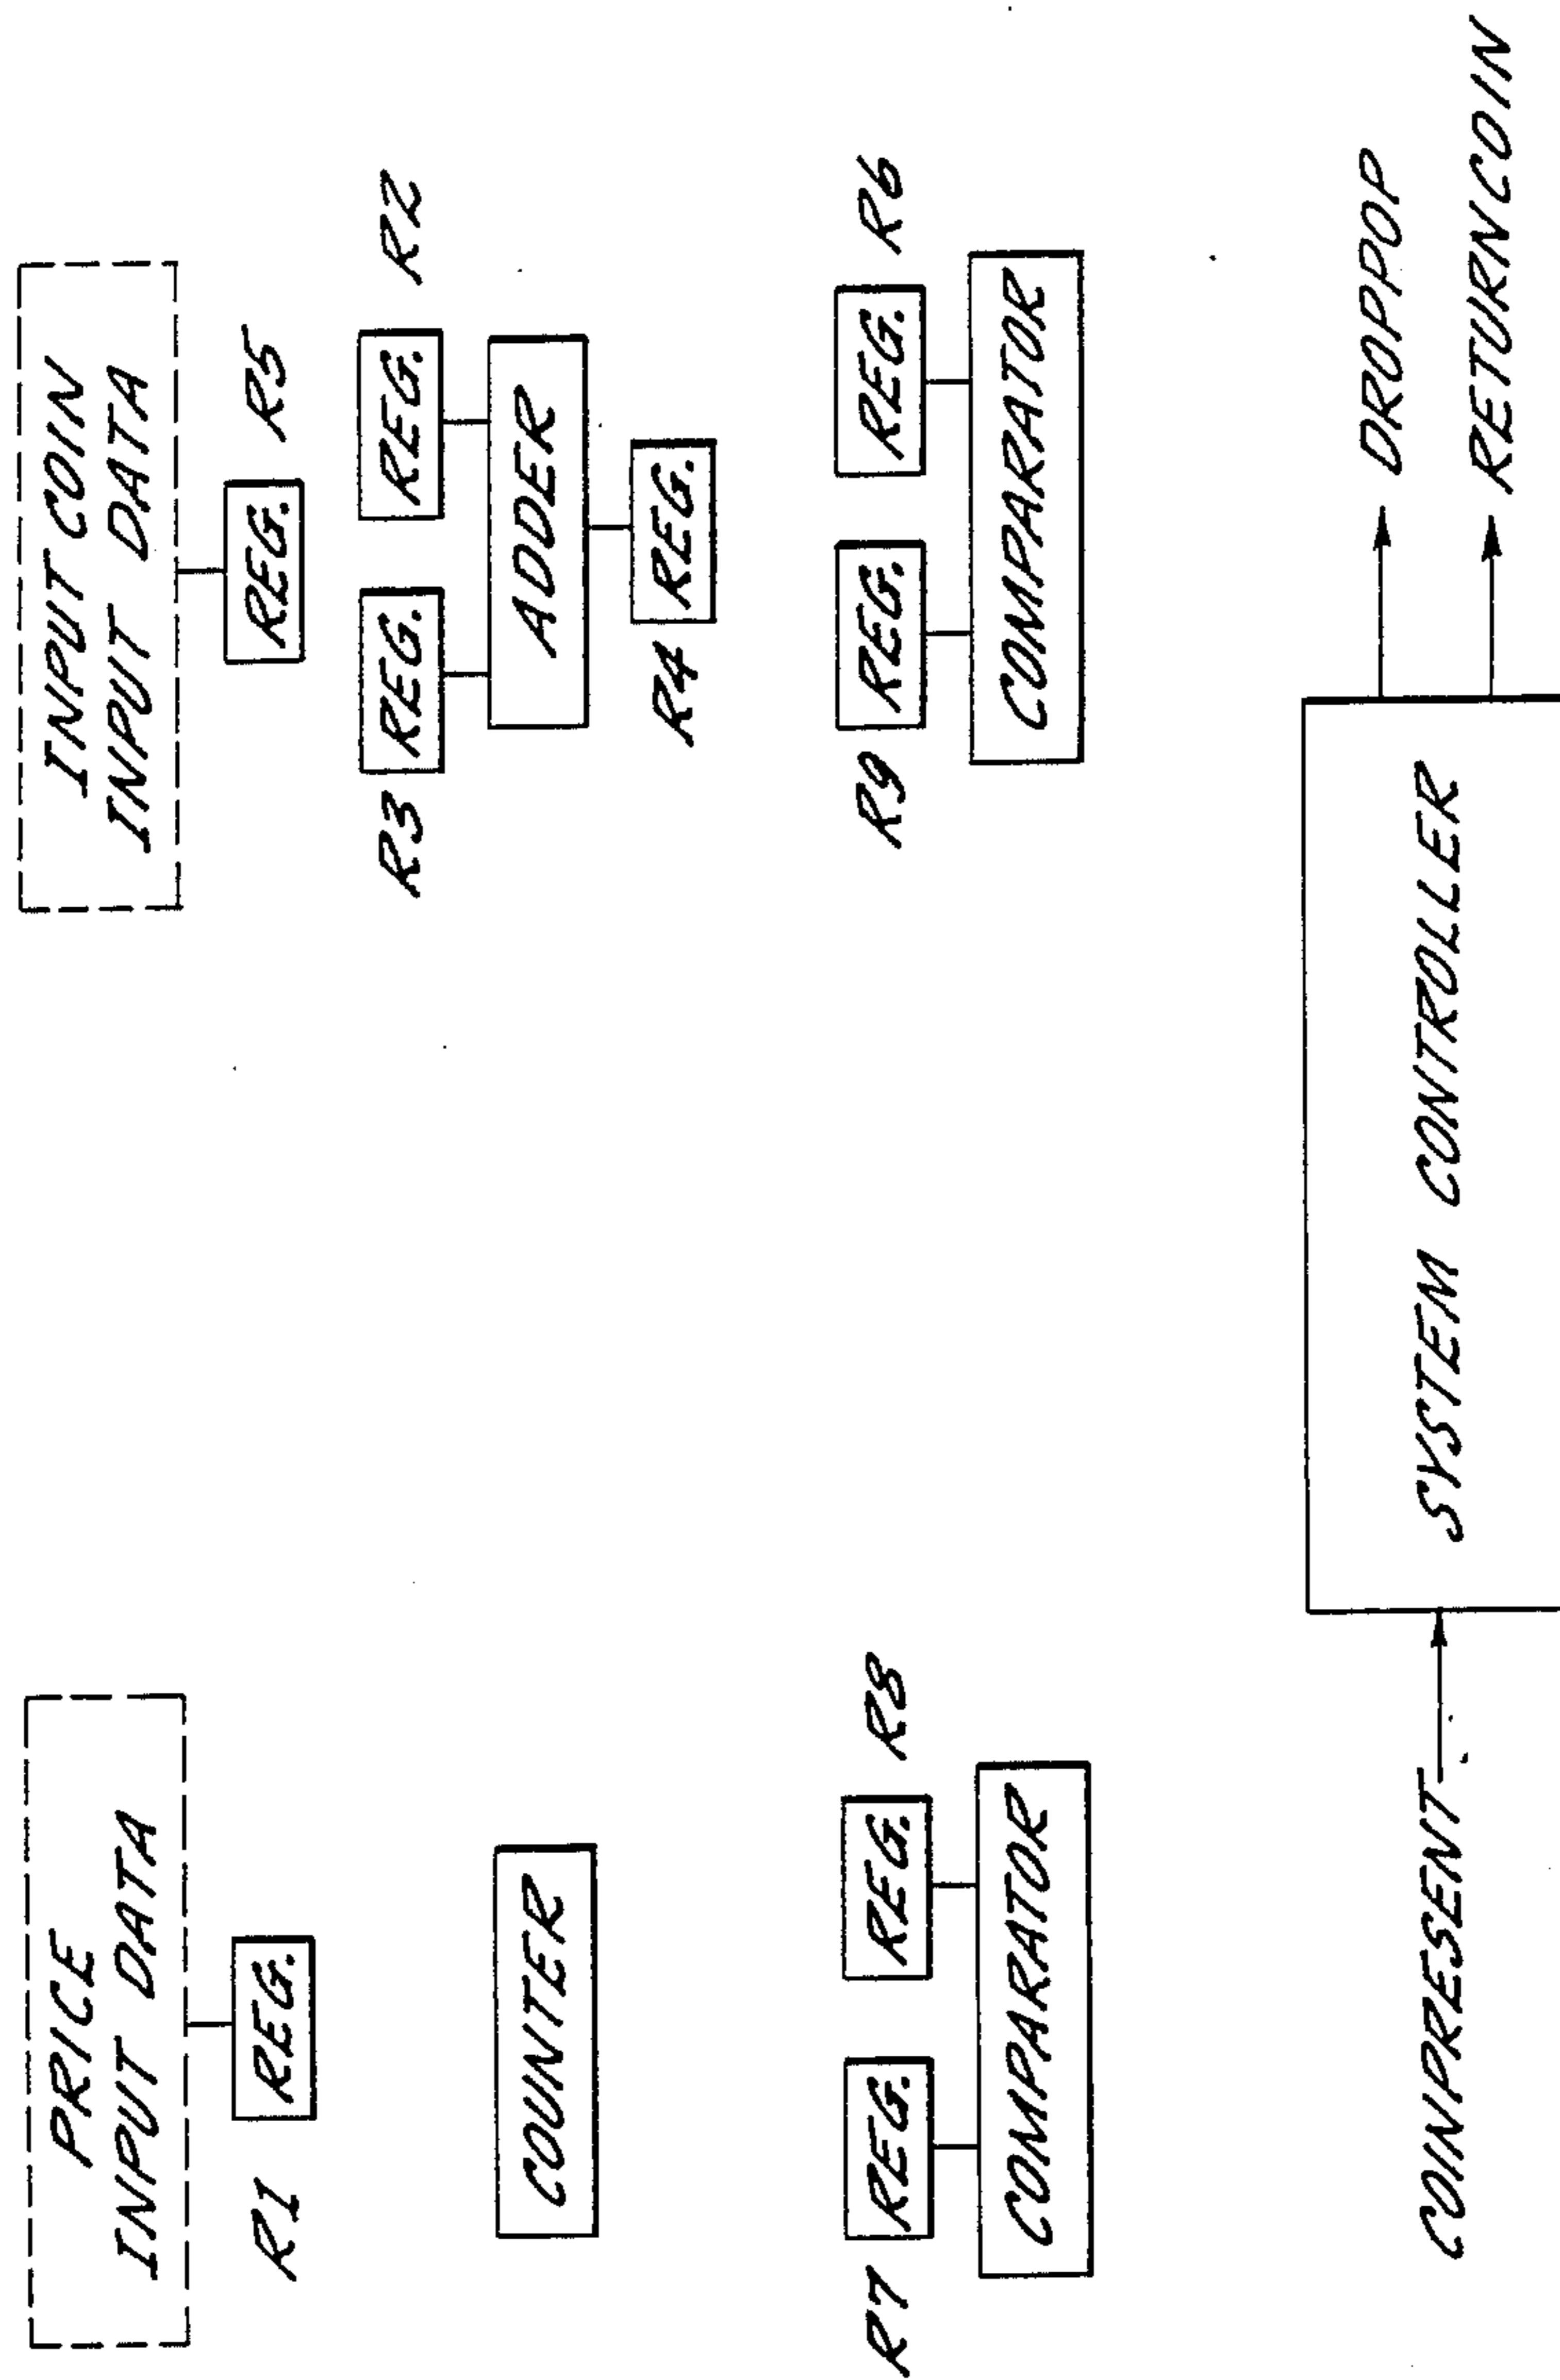 PRICE
INPUT DATA
R1
REG.
COUNTER
R7
REG.
REG.
R8
COMPARATOR
INPUT COIN
INPUT DATA
REG.
R5
R3
REG.
REG.
R2
ADDER
R4
REG.
R9
REG.
REG.
R6
COMPARATOR
COINPRESENT
SYSTEM CONTROLLER
DROPPOP
RETURNCOIN